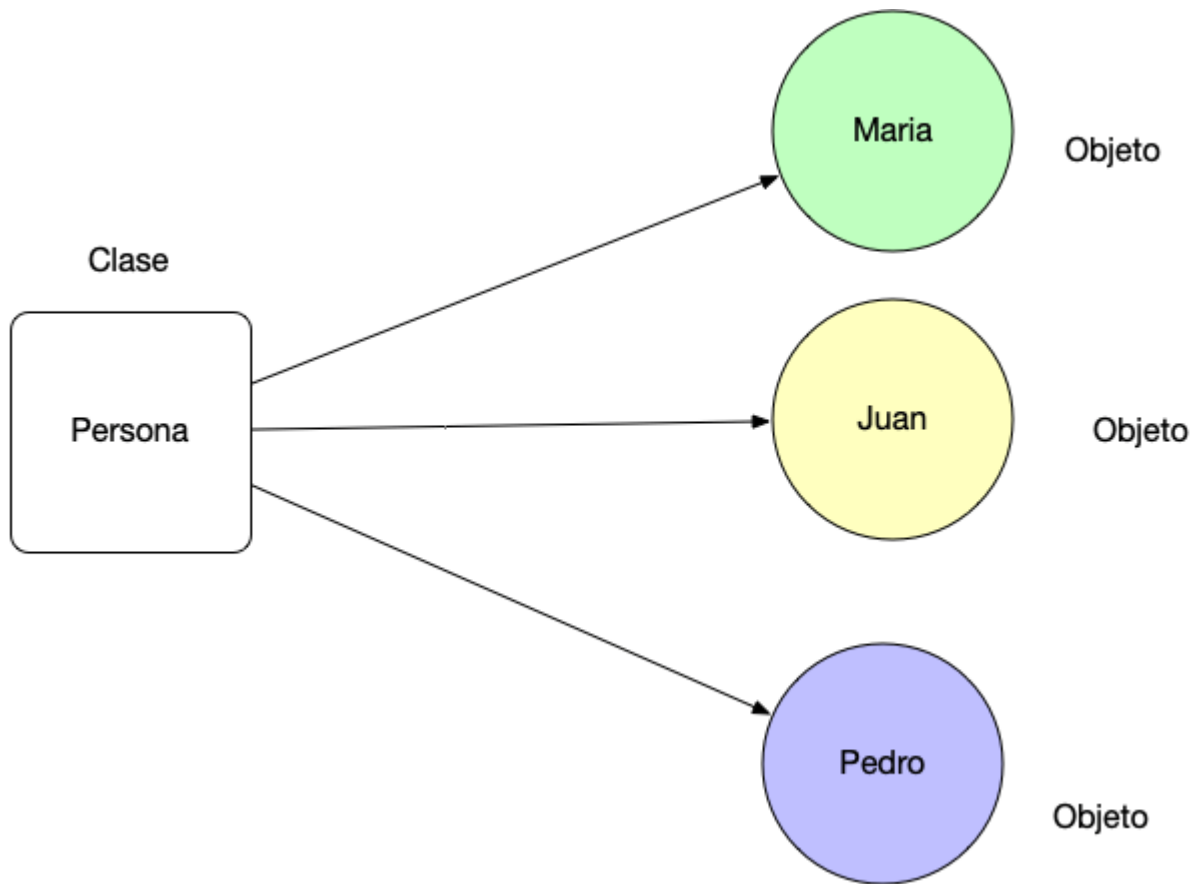 Maria
Objeto
Clase
Persona
Juan
Objeto
Pedro
Objeto